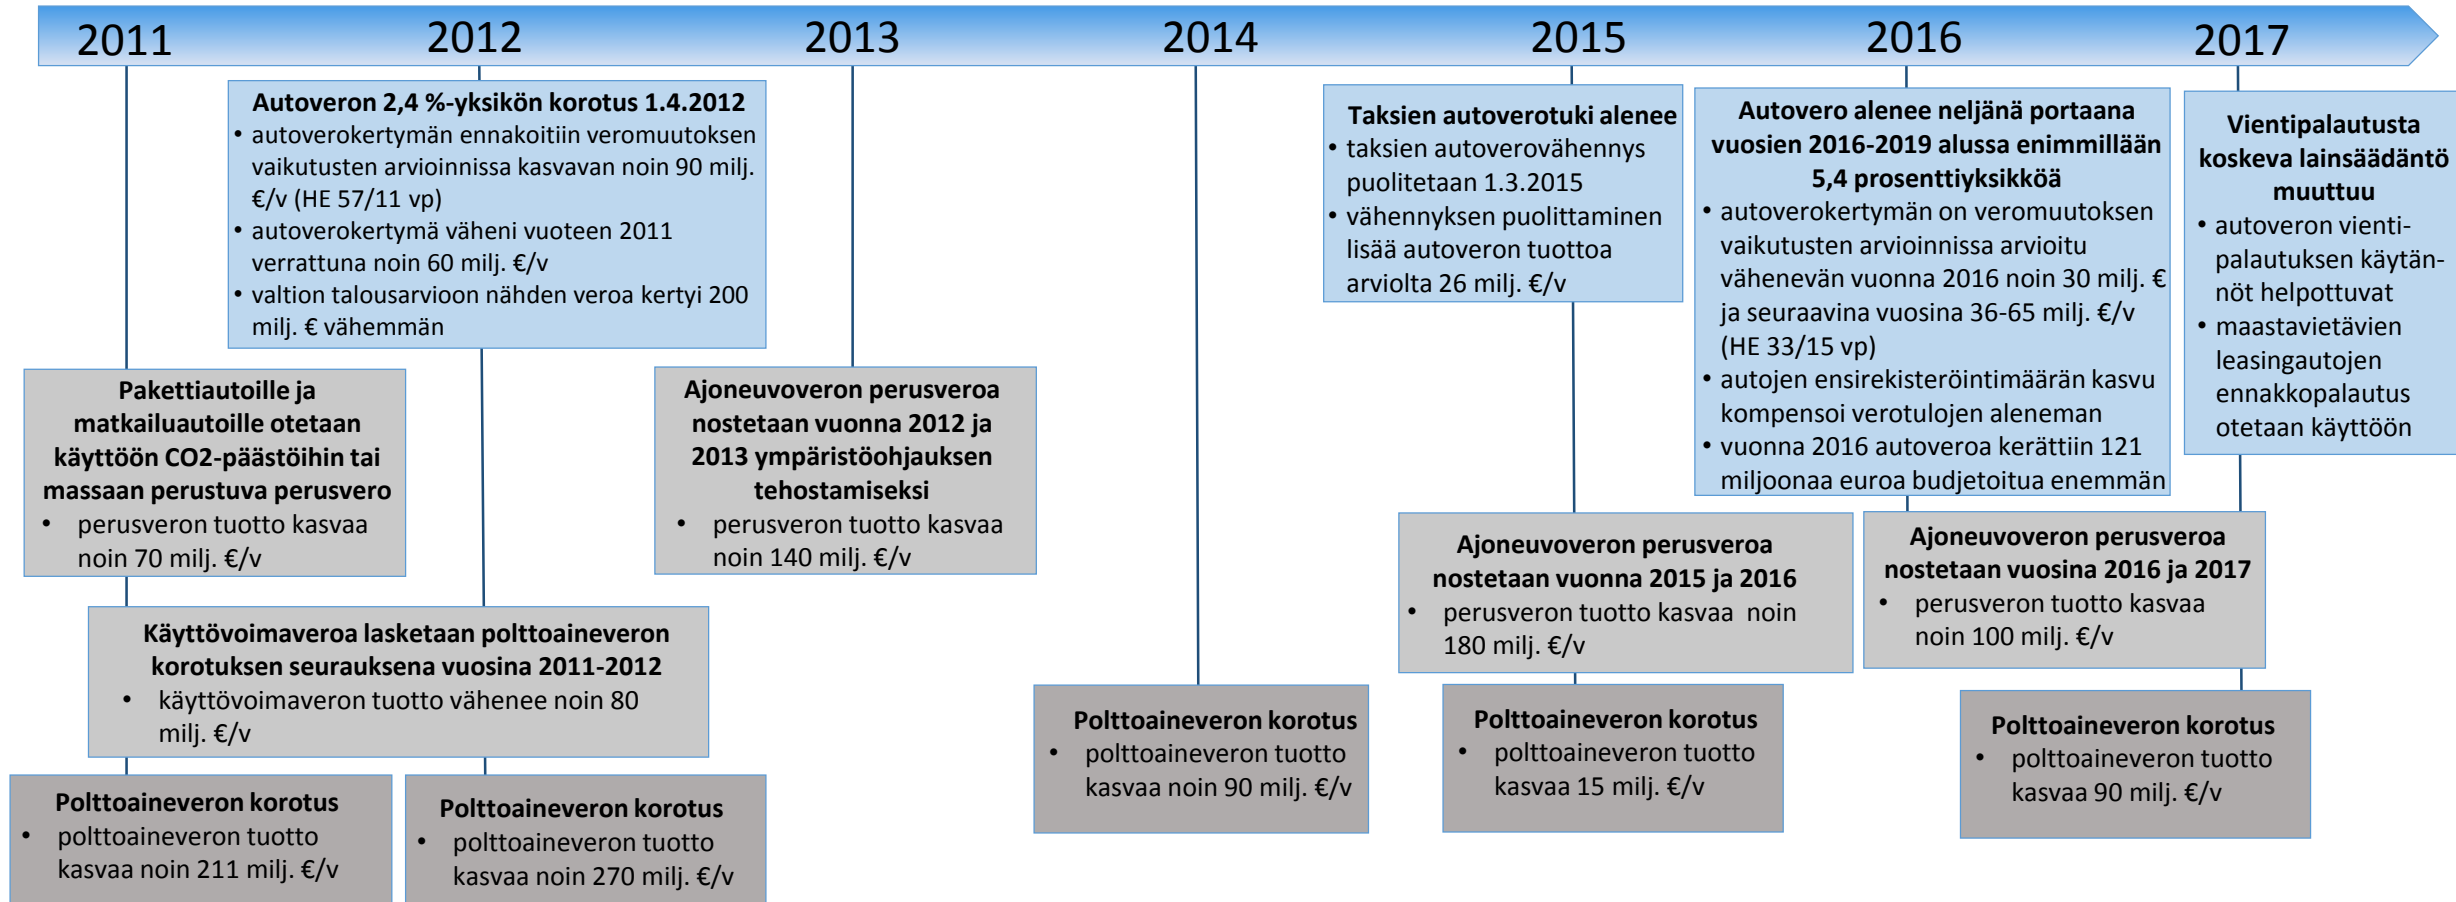 2011
2012
2013
2014
2015
2016
2017
Autoveron 2,4 %-yksikön korotus 1.4.2012
• autoverokertymän ennakoitiin veromuutoksen
vaikutusten arvioinnissa kasvavan noin 90 milj.
€/v (HE 57/11 vp)
• autoverokertymä väheni vuoteen 2011
verrattuna noin 60 milj. €/v
• valtion talousarvioon nähden veroa kertyi 200
milj. € vähemmän
Taksien autoverotuki alenee
• taksien autoverovähennys
puolitetaan 1.3.2015
• vähennyksen puolittaminen
lisää autoveron tuottoa
arviolta 26 milj. €/v
Autovero alenee neljänä portaana
vuosien 2016-2019 alussa enimmillään
5,4 prosenttiyksikköä
• autoverokertymän on veromuutoksen
vaikutusten arvioinnissa arvioitu
vähenevän vuonna 2016 noin 30 milj. €
ja seuraavina vuosina 36-65 milj. €/v
(HE 33/15 vp)
• autojen ensirekisteröintimäärän kasvu
kompensoi verotulojen aleneman
• vuonna 2016 autoveroa kerättiin 121
miljoonaa euroa budjetoitua enemmän
Vientipalautusta
koskeva lainsäädäntö
muuttuu
• autoveron vienti-
palautuksen käytän-
nöt helpottuvat
• maastavietävien
leasingautojen
ennakkopalautus
otetaan käyttöön
Pakettiautoille ja
matkailuautoille otetaan
käyttöön CO2-päästöihin tai
massaan perustuva perusvero
• perusveron tuotto kasvaa
noin 70 milj. €/v
Ajoneuvoveron perusveroa
nostetaan vuonna 2012 ja
2013 ympäristöohjauksen
tehostamiseksi
• perusveron tuotto kasvaa
noin 140 milj. €/v
Ajoneuvoveron perusveroa
nostetaan vuonna 2015 ja 2016
• perusveron tuotto kasvaa noin
180 milj. €/v
Ajoneuvoveron perusveroa
nostetaan vuosina 2016 ja 2017
• perusveron tuotto kasvaa
noin 100 milj. €/v
Käyttövoimaveroa lasketaan polttoaineveron
korotuksen seurauksena vuosina 2011-2012
• käyttövoimaveron tuotto vähenee noin 80
milj. €/v
Polttoaineveron korotus
• polttoaineveron tuotto
kasvaa noin 211 milj. €/v
Polttoaineveron korotus
• polttoaineveron tuotto
kasvaa noin 270 milj. €/v
Polttoaineveron korotus
• polttoaineveron tuotto
kasvaa noin 90 milj. €/v
Polttoaineveron korotus
• polttoaineveron tuotto
kasvaa 15 milj. €/v
Polttoaineveron korotus
• polttoaineveron tuotto
kasvaa 90 milj. €/v